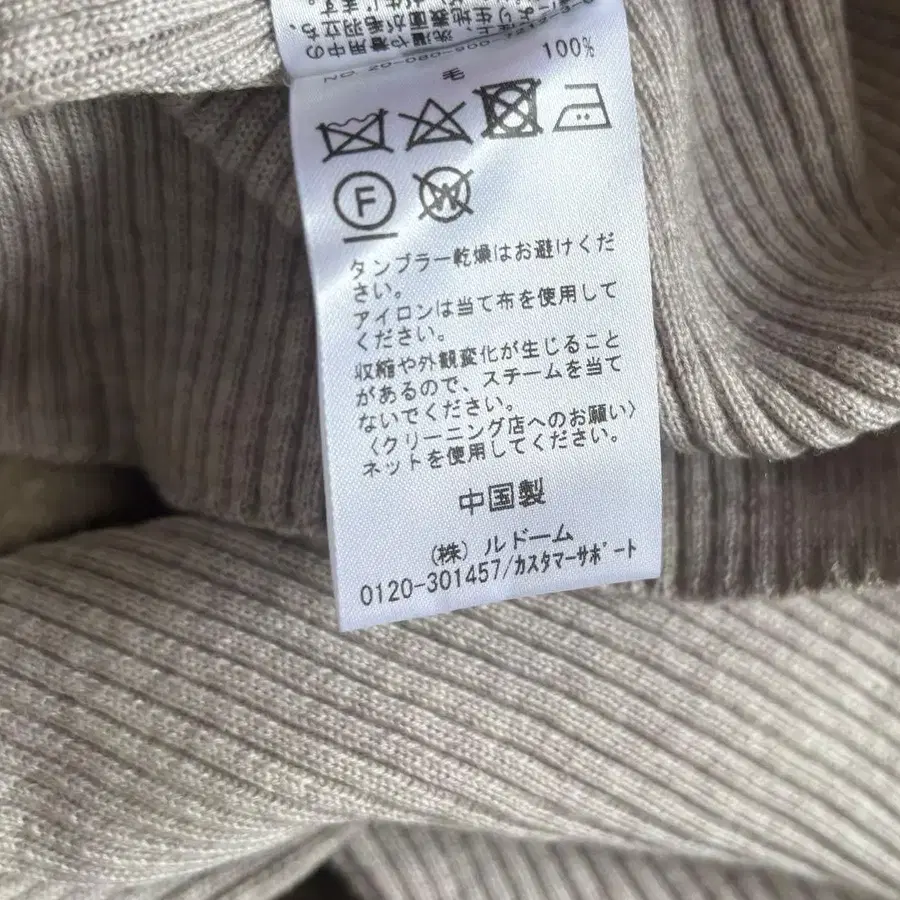 毛 100%
F W
タンブラー乾燥はお避けくだ
さい。
アイロンは当て布を使用して
ください。
収縮や外観変化が生じること
があるので、スチームを当て
ないでください。
〈クリーニング店へのお願い〉
ネットを使用してください。
中国製
(株) ルドーム
0120-301457/カスタマーサポート